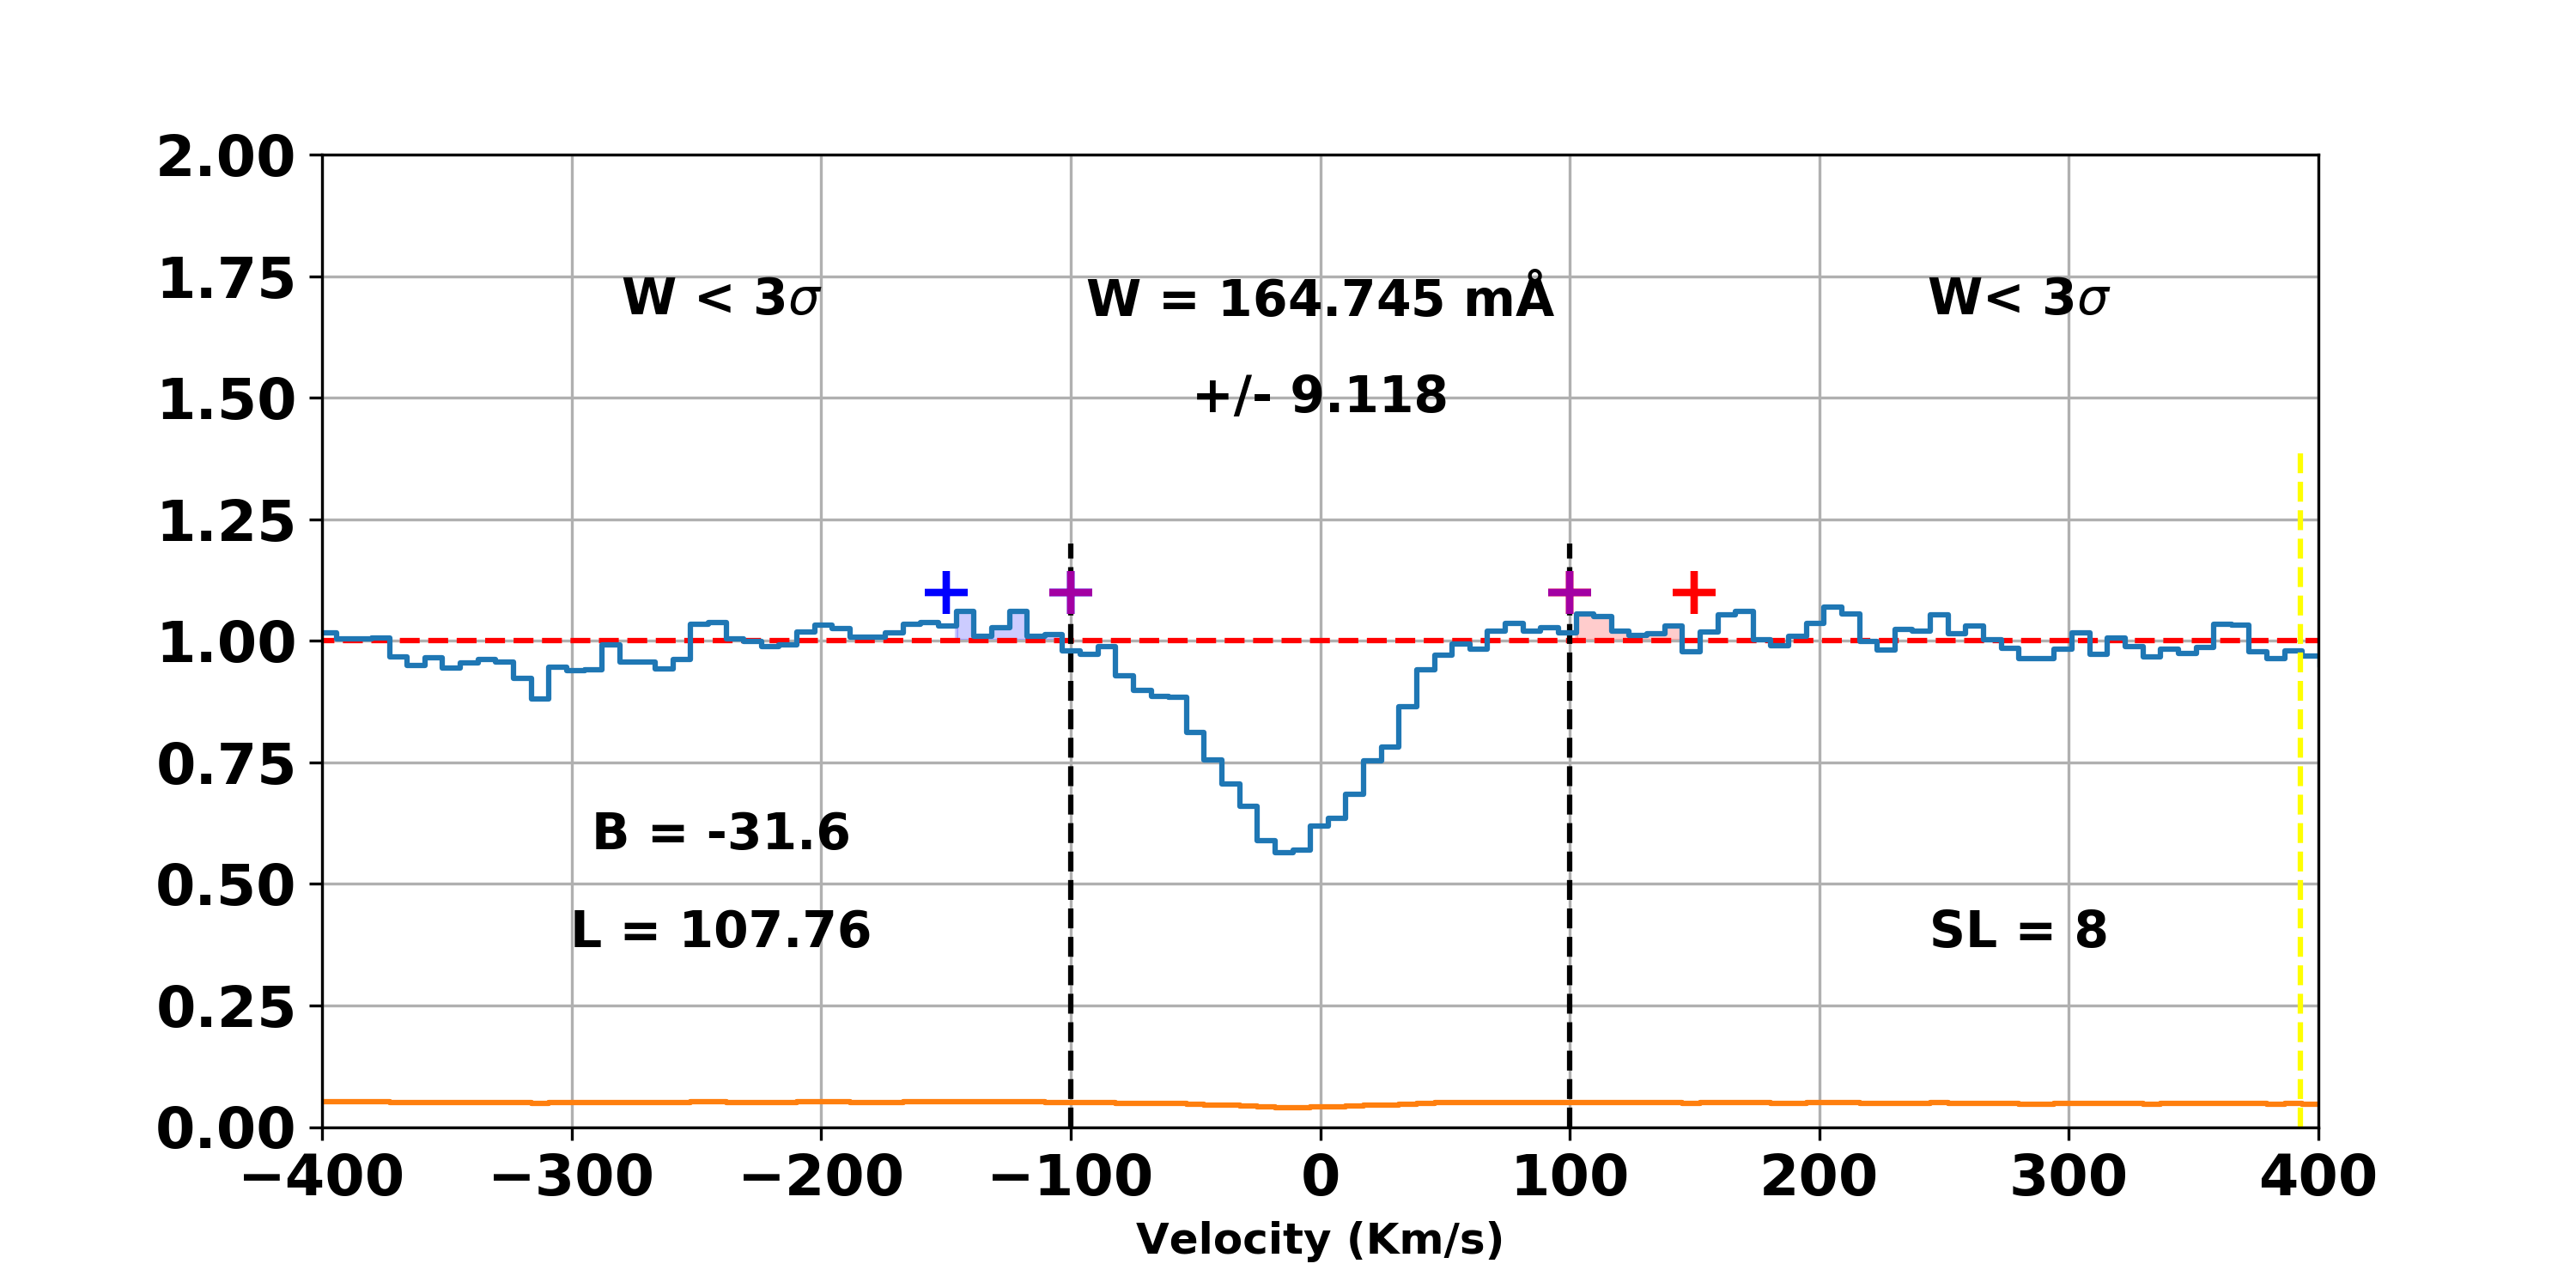 2.00
1.75
W < 3σ
W = 164.745 mÅ
W< 3σ
1.50
+/- 9.118
1.25
1.00
0.75
B = -31.6
0.50
L = 107.76
SL = 8
0.25
0.00
−400 −300 −200 −100 0 100 200 300 400
Velocity (Km/s)